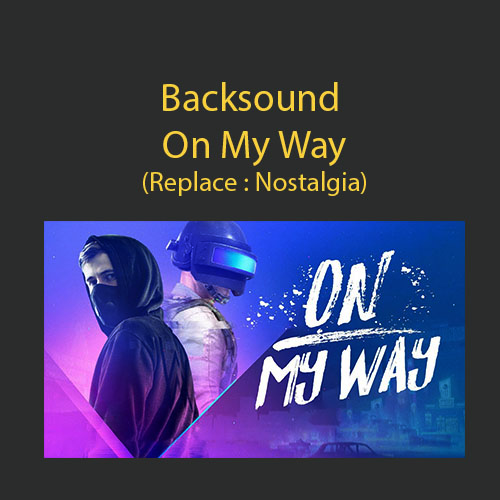 Backsound
On My Way
(Replace : Nostalgia)
ON
MY WAY